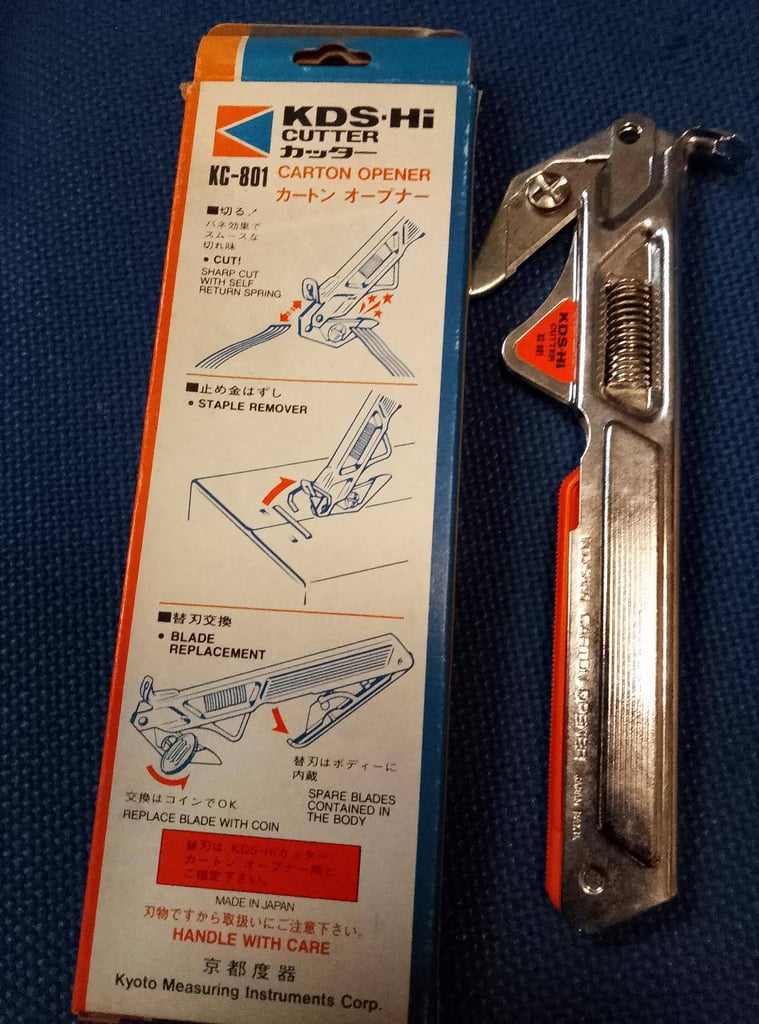 KDS·Hi
CUTTER
カッター
KC-801 CARTON OPENER
カートン オープナー
■切る!
バネ効果で
スムースな
切れ味
• CUT!
SHARP CUT
WITH SELF
RETURN SPRING
■止め金はずし
• STAPLE REMOVER
■替刃交換
• BLADE
REPLACEMENT
交換はコインでOK
REPLACE BLADE WITH COIN
替刃はボディーに
内蔵
SPARE BLADES
CONTAINED IN
THE BODY
替刃は KDS-Hiカッター
カートン オープナー用と
ご指定下さい。
MADE IN JAPAN
刃物ですから取扱いにご注意下さい。
HANDLE WITH CARE
京都度器
Kyoto Measuring Instruments Corp.
KDS·Hi
CUTTER
KC-801
CARTON OPENER